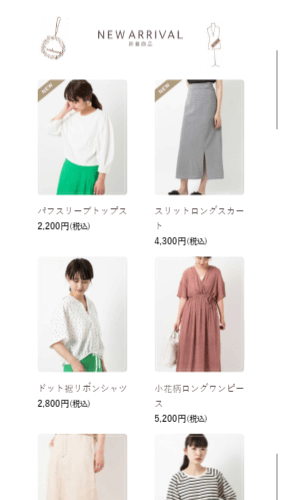 NEW ARRIVAL
新着商品
NEW
NEW
パフスリーブトップス
2,200円(税込)
スリットロングスカー
ト
4,300円(税込)
ドット裾リボンシャツ
2,800円(税込)
小花柄ロングワンピー
ス
5,200円(税込)